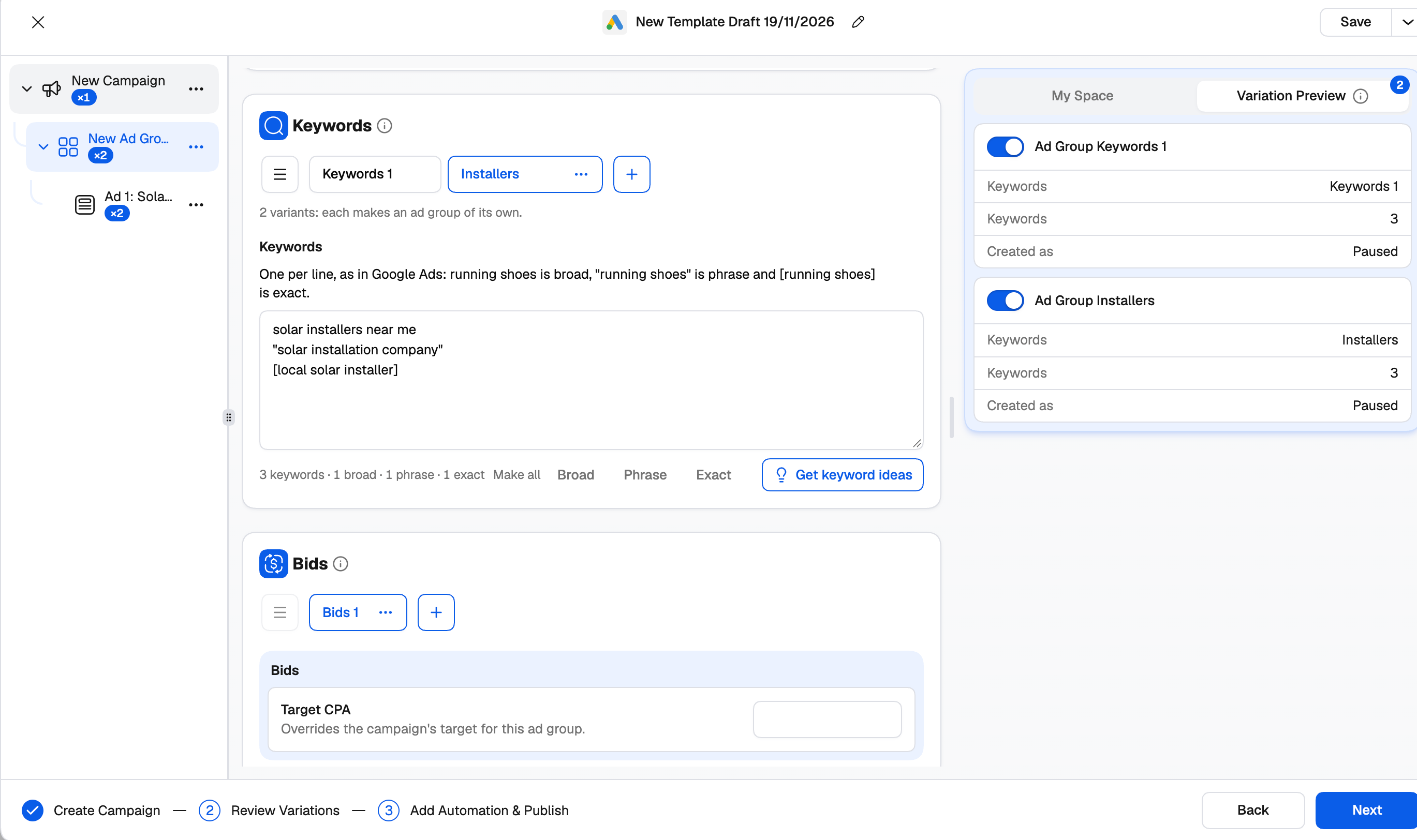 New Template Draft 19/11/2026
Save
New Campaign
×1
New Ad Gro...
×2
Ad 1: Sola...
×2
Keywords
Keywords 1
Installers
2 variants: each makes an ad group of its own.
Keywords
One per line, as in Google Ads: running shoes is broad, "running shoes" is phrase and [running shoes]
is exact.
solar installers near me
"solar installation company"
[local solar installer]
3 keywords · 1 broad · 1 phrase · 1 exact Make all Broad Phrase Exact
Get keyword ideas
Bids
Bids 1
Bids
Target CPA
Overrides the campaign's target for this ad group.
My Space
Variation Preview
2
Ad Group Keywords 1
Keywords Keywords 1
Keywords 3
Created as Paused
Ad Group Installers
Keywords Installers
Keywords 3
Created as Paused
Create Campaign — 2 Review Variations — 3 Add Automation & Publish
Back
Next